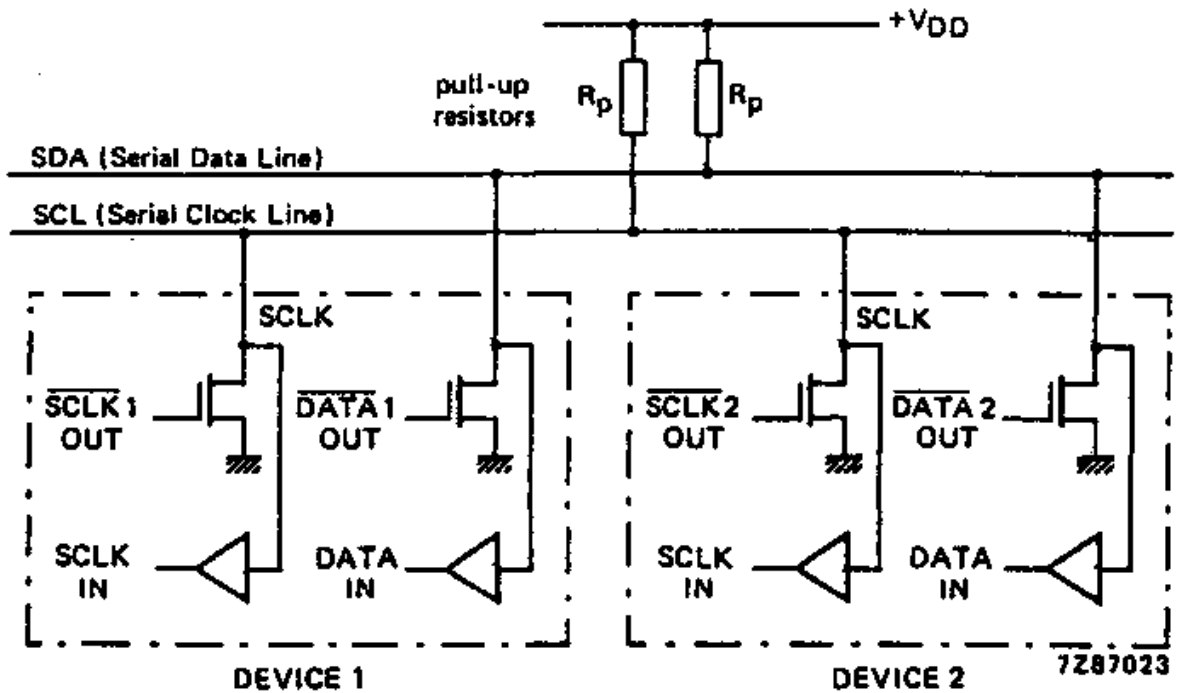 +VDD
pull-up
resistors
Rp
Rp
SDA (Serial Data Line)
SCL (Serial Clock Line)
SCLK
SCLK1
OUT
DATA1
OUT
SCLK
IN
DATA
IN
DEVICE 1
SCLK
SCLK2
OUT
DATA2
OUT
SCLK
IN
DATA
IN
7Z87023
DEVICE 2